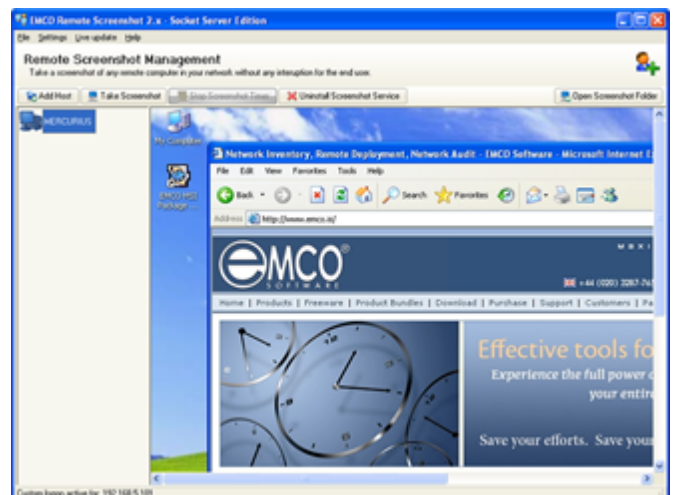 EMCO Remote Screenshot 2.x - Socket Server Edition
File Settings Live update Help
Remote Screenshot Management
Take a screenshot of any remote computer in your network without any interuption for the end user.
Add Host Take Screenshot Stop Screenshot Timer Uninstall Screenshot Service Open Screenshot Folder
MERCURIUS
My Computer
EMCO MSI Package ...
Network Inventory, Remote Deployment, Network Audit - EMCO Software - Microsoft Internet E
File Edit View Favorites Tools Help
Back Search Favorites
Address http://www.emco.is/
EMCO®
SOFTWARE
M A X I
+44 (020) 3287-76
Home | Products | Freeware | Product Bundles | Download | Purchase | Support | Customers | Pa
Effective tools fo
Experience the full power o
your entire
Save your efforts. Save your
Custom logon active for: 192.168.5.101